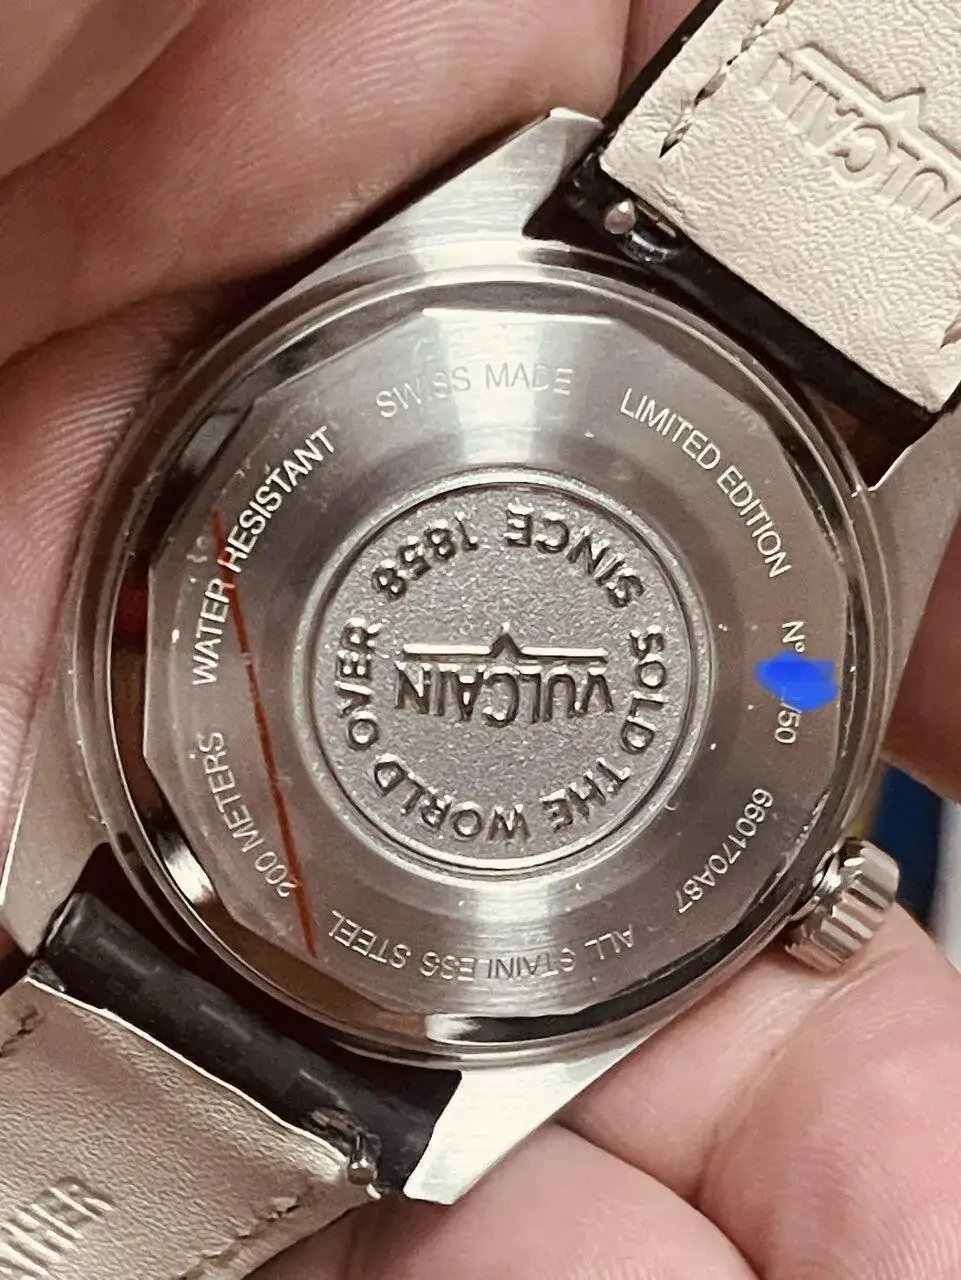 SWISS MADE
LIMITED EDITION
N°
/50
660170A87
ALL STAINLESS STEEL
200 METERS
WATER RESISTANT
SINCE 1858
SOLD THE WORLD OVER
VULCAIN
VULCAIN